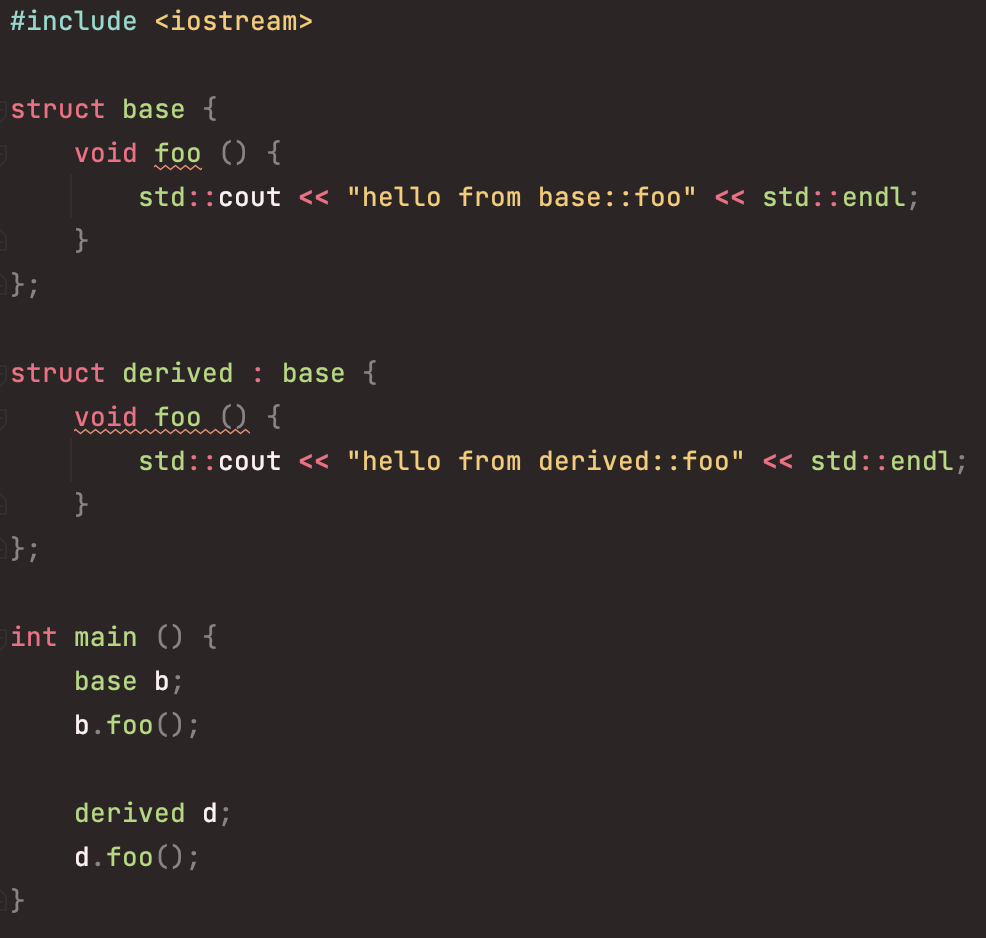 #include <iostream>
struct base {
    void foo () {
        std::cout << "hello from base::foo" << std::endl;
    }
};
struct derived : base {
    void foo () {
        std::cout << "hello from derived::foo" << std::endl;
    }
};
int main () {
    base b;
    b.foo();
    derived d;
    d.foo();
}